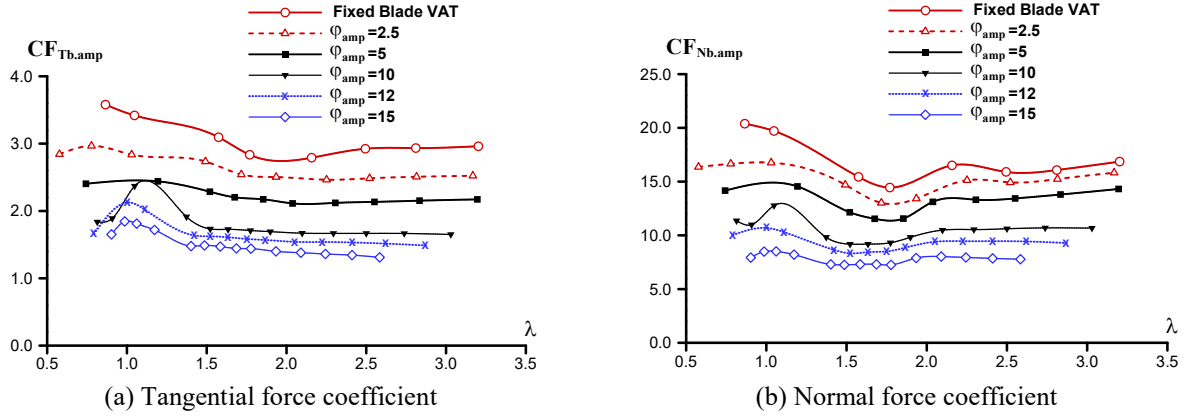 Fixed Blade VAT
φamp=2.5
φamp=5
φamp=10
φamp=12
φamp=15
CFTb.amp
4.0
3.0
2.0
1.0
0.0
0.5 1.0 1.5 2.0 2.5 3.0 3.5
λ
(a) Tangential force coefficient
Fixed Blade VAT
φamp=2.5
φamp=5
φamp=10
φamp=12
φamp=15
CFNb.amp
25.0
20.0
15.0
10.0
5.0
0.0
0.5 1.0 1.5 2.0 2.5 3.0 3.5
λ
(b) Normal force coefficient